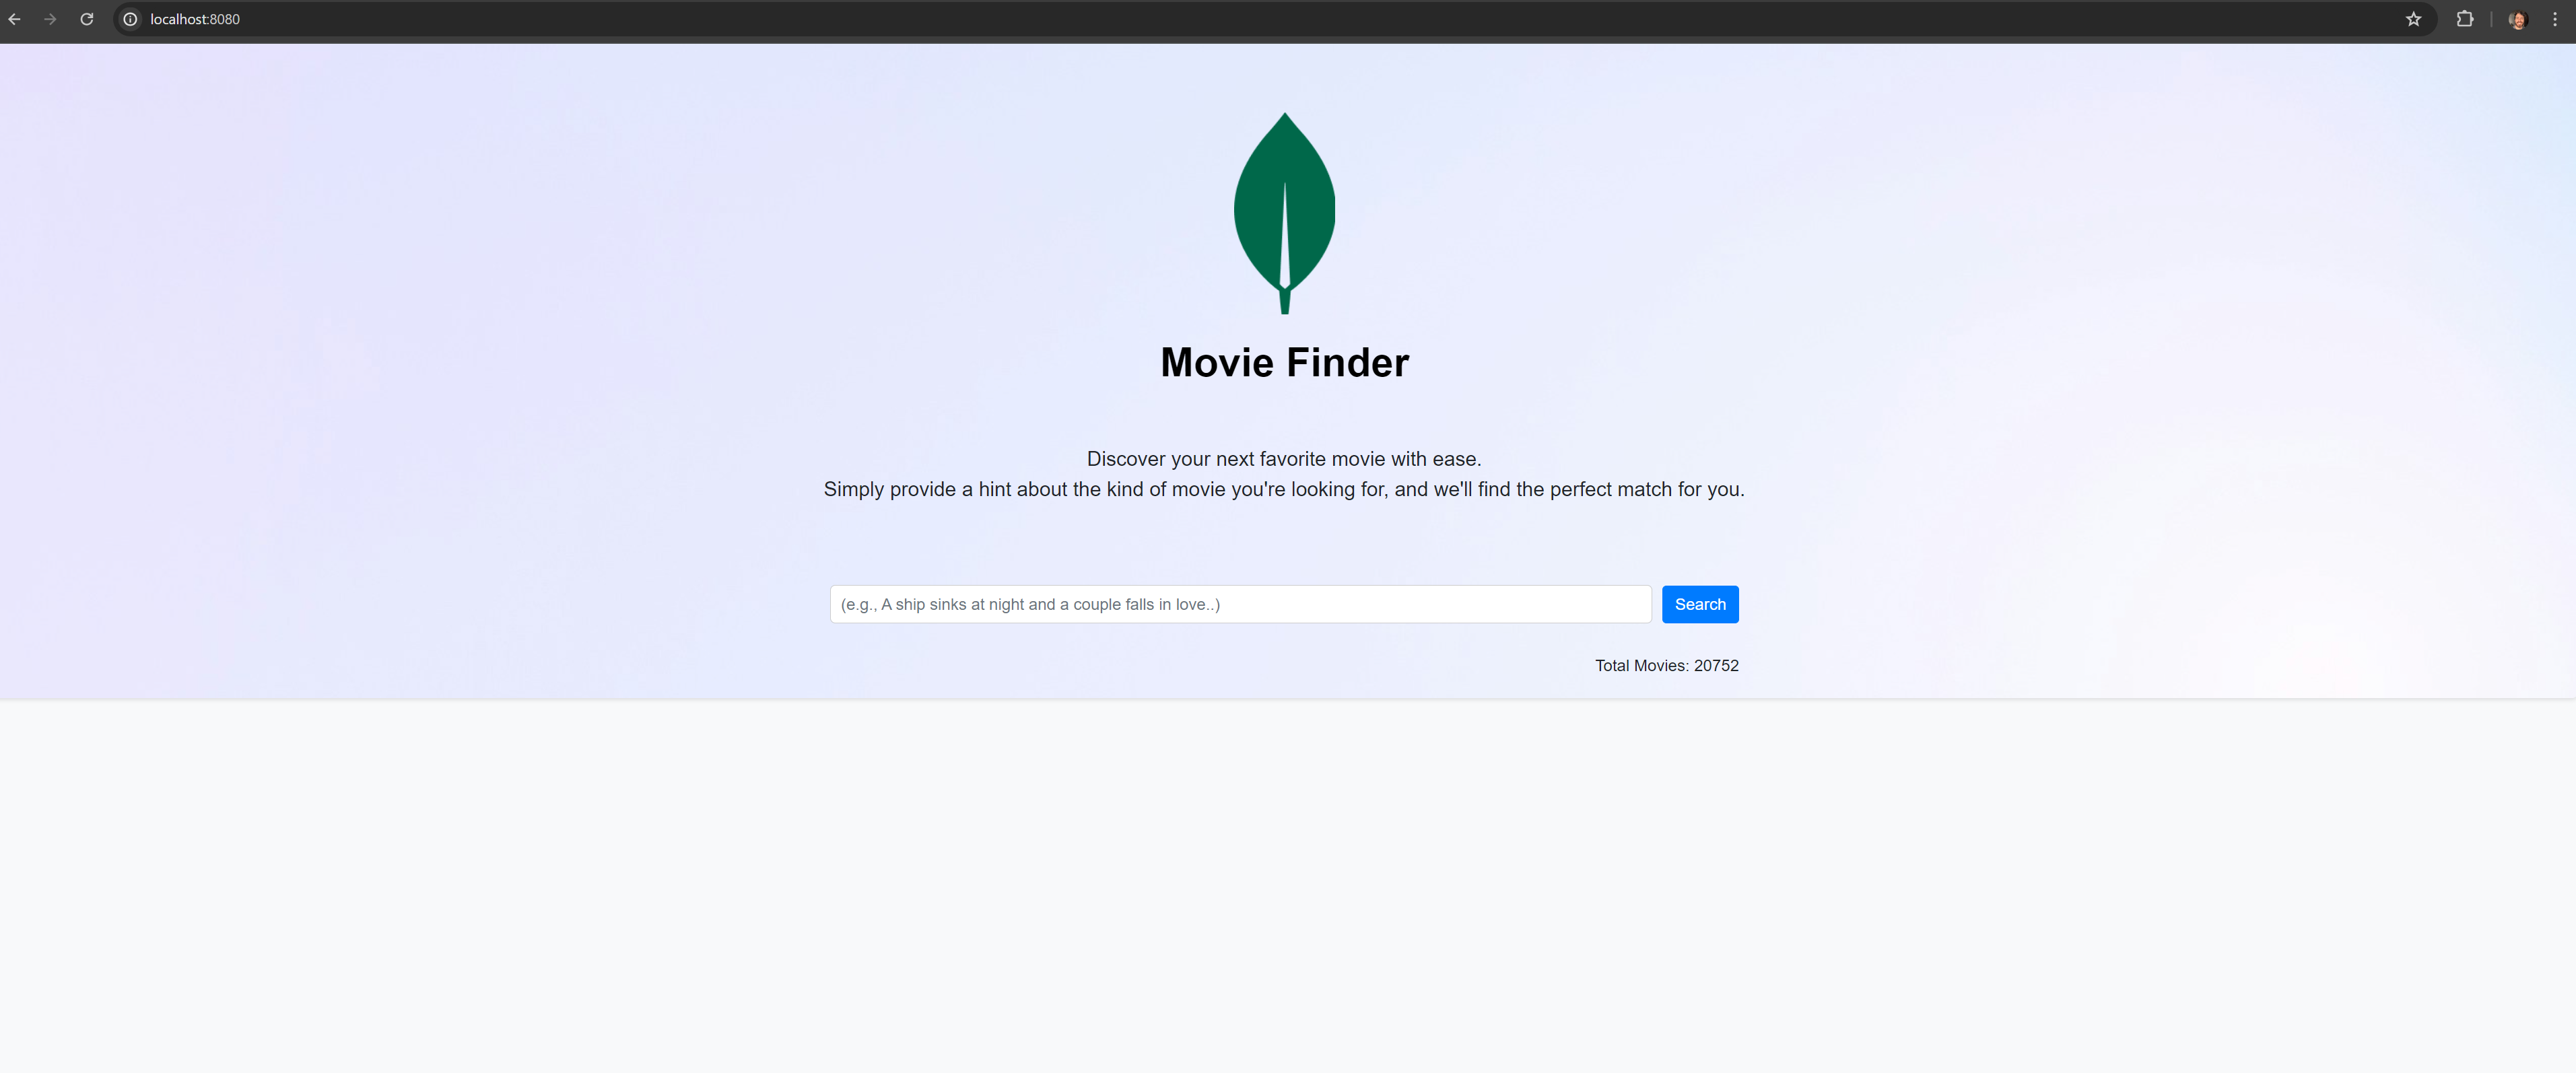 localhost:8080
Movie Finder
Discover your next favorite movie with ease.
Simply provide a hint about the kind of movie you're looking for, and we'll find the perfect match for you.
(e.g., A ship sinks at night and a couple falls in love..)
Search
Total Movies: 20752